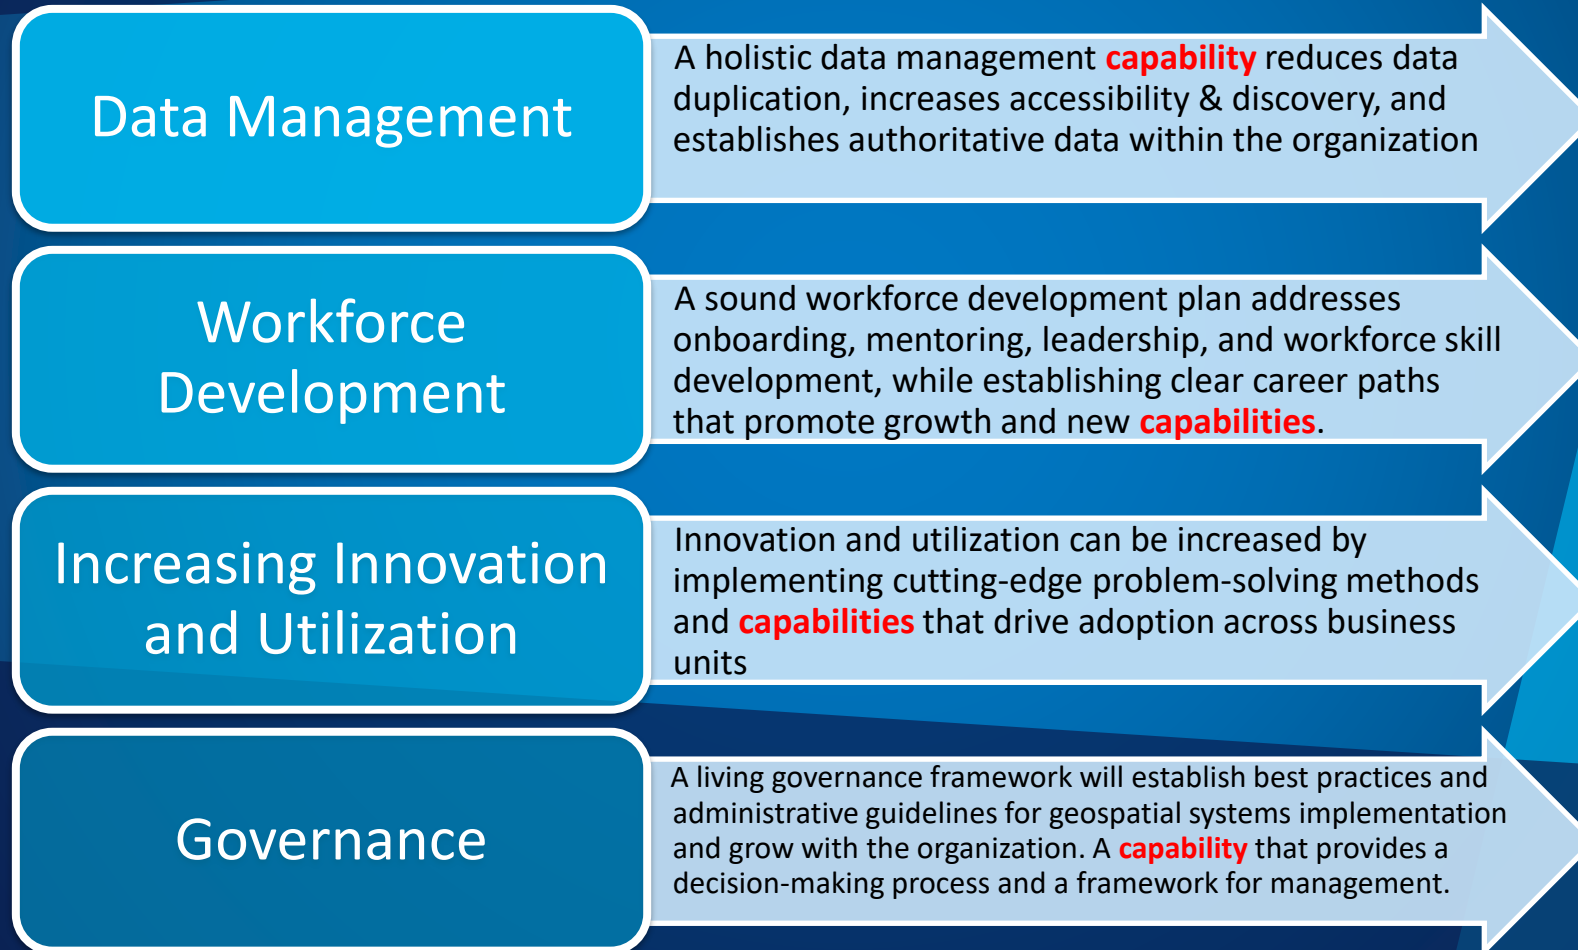 Data Management
A holistic data management capability reduces data
duplication, increases accessibility & discovery, and
establishes authoritative data within the organization
Workforce
Development
A sound workforce development plan addresses
onboarding, mentoring, leadership, and workforce skill
development, while establishing clear career paths
that promote growth and new capabilities.
Increasing Innovation
and Utilization
Innovation and utilization can be increased by
implementing cutting-edge problem-solving methods
and capabilities that drive adoption across business
units
Governance
A living governance framework will establish best practices and
administrative guidelines for geospatial systems implementation
and grow with the organization. A capability that provides a
decision-making process and a framework for management.